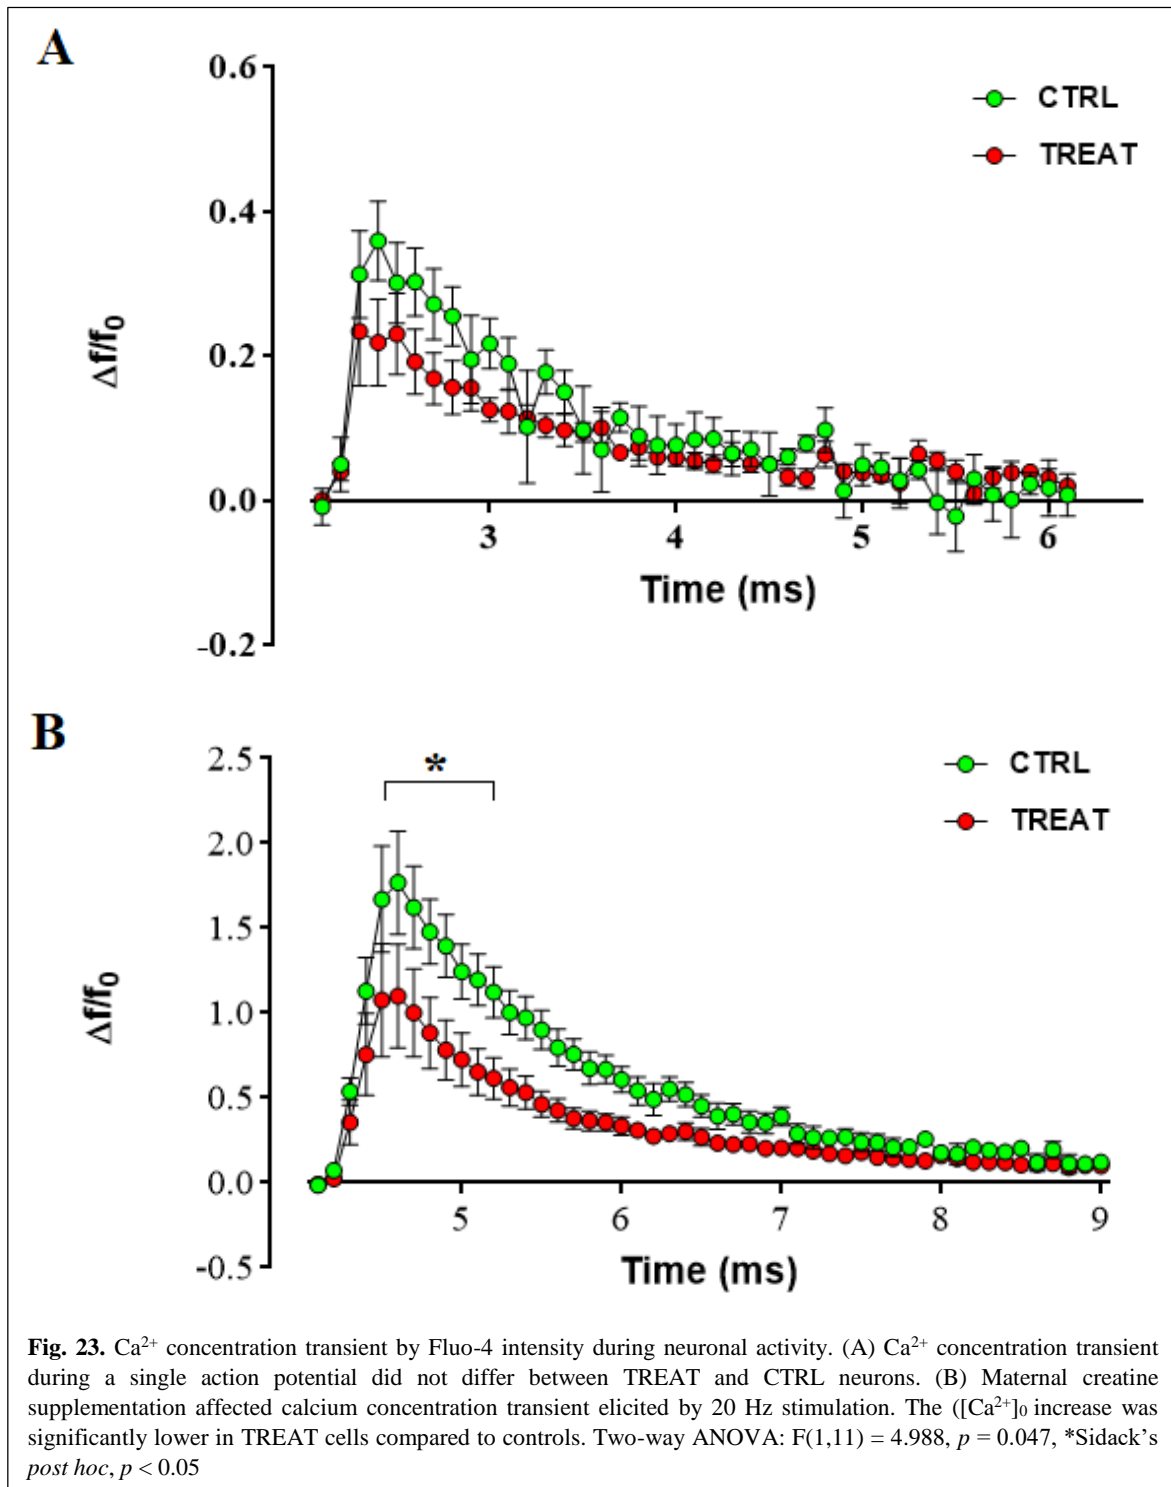 A
0.6
CTRL
TREAT
0.4
Δf/f₀
0.2
0.0
3 4 5 6
Time (ms)
-0.2
B
2.5
*
CTRL
TREAT
2.0
1.5
Δf/f₀
1.0
0.5
0.0
5 6 7 8 9
-0.5
Time (ms)
Fig. 23. Ca²⁺ concentration transient by Fluo-4 intensity during neuronal activity. (A) Ca²⁺ concentration transient
during a single action potential did not differ between TREAT and CTRL neurons. (B) Maternal creatine
supplementation affected calcium concentration transient elicited by 20 Hz stimulation. The ([Ca²⁺]₀ increase was
significantly lower in TREAT cells compared to controls. Two-way ANOVA: F(1,11) = 4.988, p = 0.047, *Sidack's
post hoc, p < 0.05